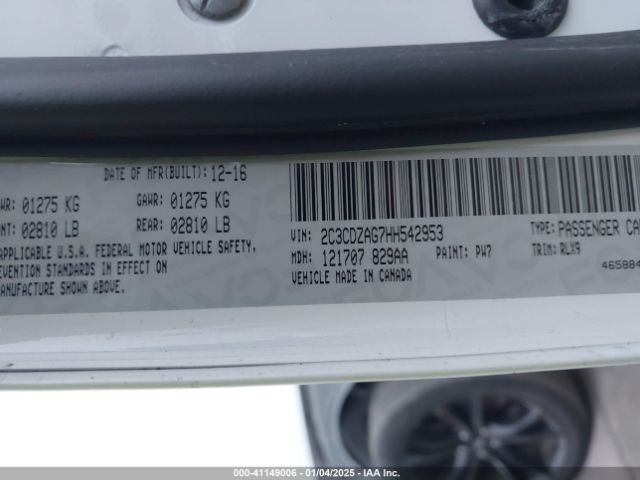 DATE OF MFR(BUILT): 12-16
WR: 01275 KG GAWR: 01275 KG
NT: 02810 LB REAR: 02810 LB
APPLICABLE U.S.A. FEDERAL MOTOR VEHICLE SAFETY,
EVENTION STANDARDS IN EFFECT ON
ANUFACTURE SHOWN ABOVE.
VIN: 2C3CDZAG7HH542953 TYPE: PASSENGER CA
MDH: 121707 829AA PAINT: PW7 TRIM: RLX9
VEHICLE MADE IN CANADA
465884
000-41149006 - 01/04/2025 - IAA Inc.